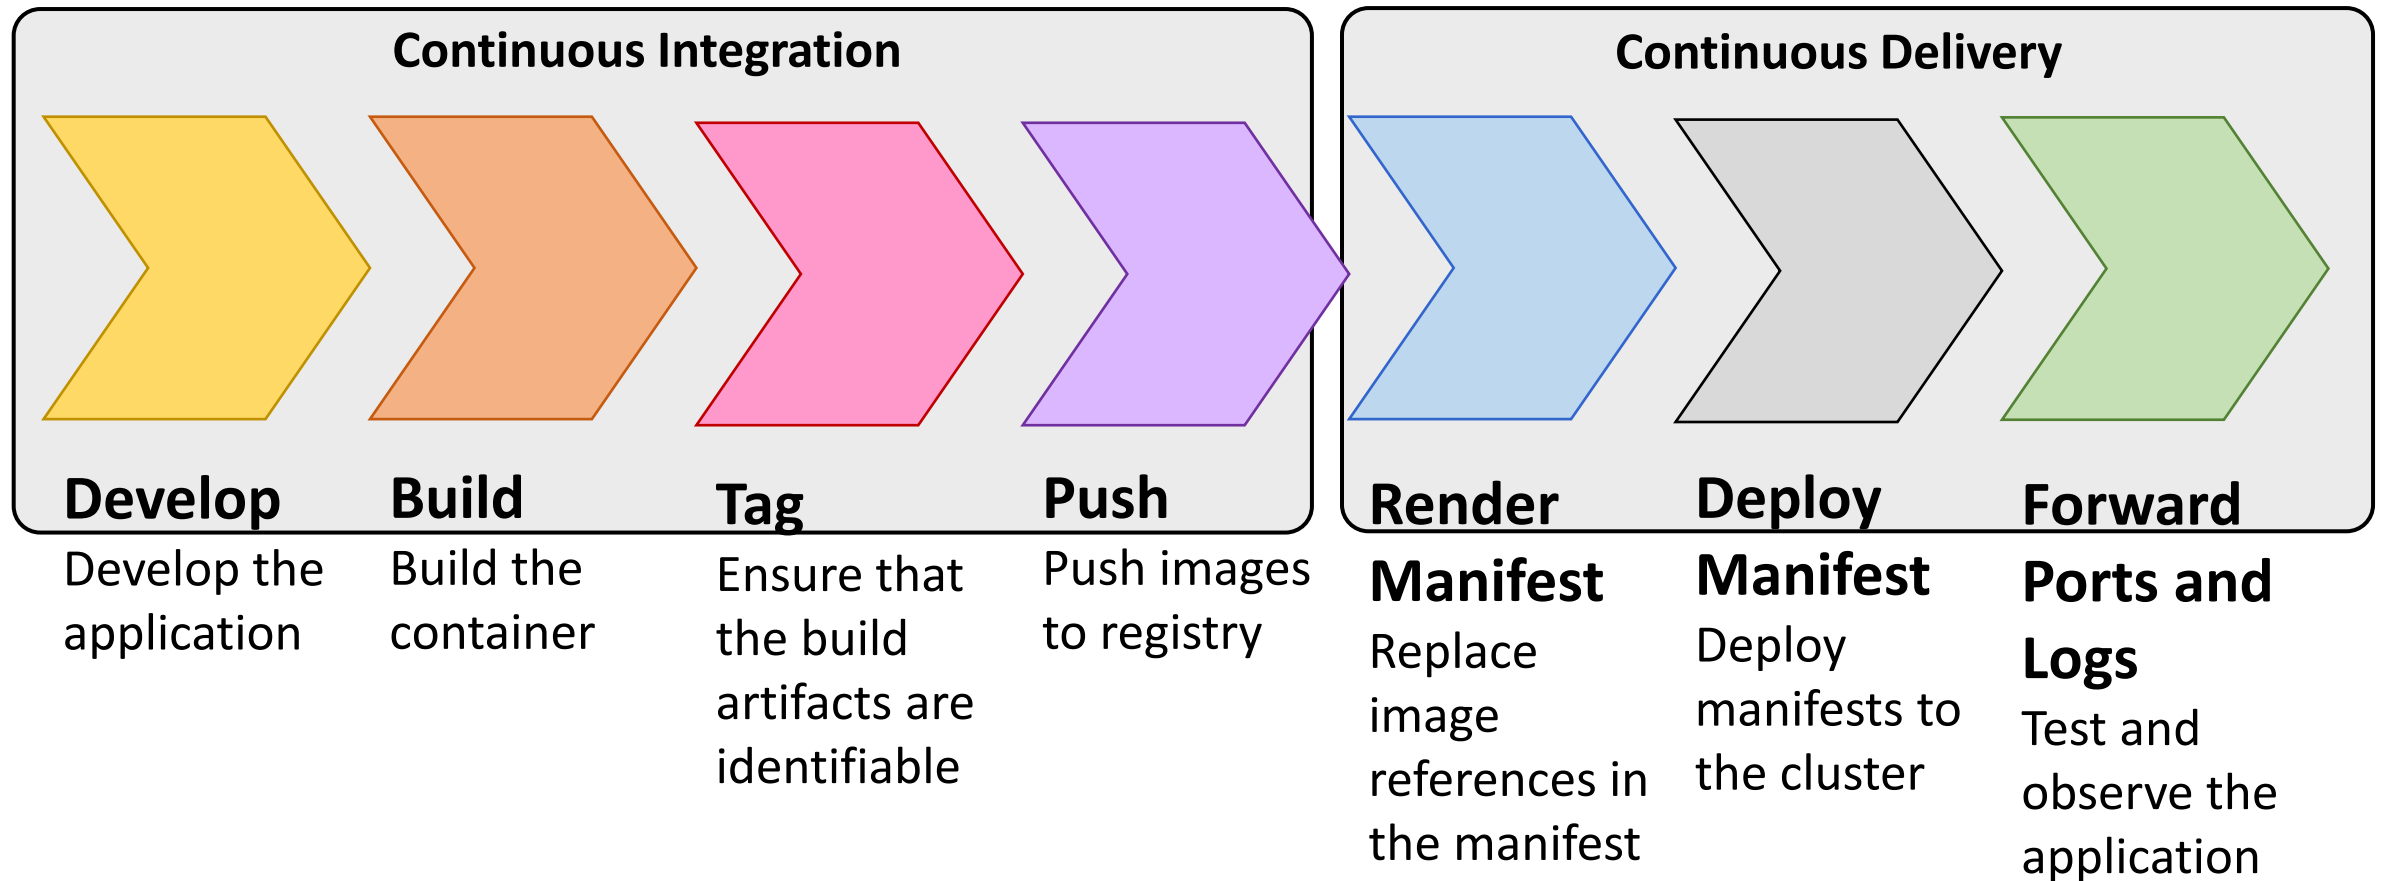 Continuous Integration
Continuous Delivery
Develop
Develop the
application
Build
Build the
container
Tag
Ensure that
the build
artifacts are
identifiable
Push
Push images
to registry
Render
Manifest
Replace
image
references in
the manifest
Deploy
Manifest
Deploy
manifests to
the cluster
Forward
Ports and
Logs
Test and
observe the
application